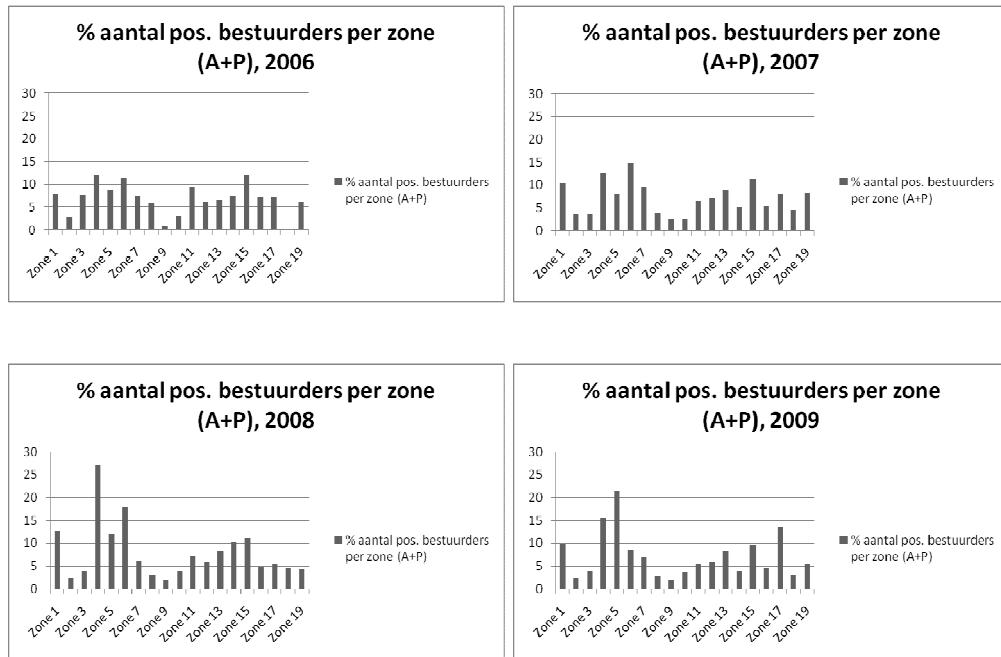 % aantal pos. bestuurders per zone
(A+P), 2006
30
25
20
15
10
5
0
% aantal pos. bestuurders
per zone (A+P)
Zone 1
Zone 3
Zone 5
Zone 7
Zone 9
Zone 11
Zone 13
Zone 15
Zone 17
Zone 19
% aantal pos. bestuurders per zone
(A+P), 2007
30
25
20
15
10
5
0
% aantal pos. bestuurders
per zone (A+P)
Zone 1
Zone 3
Zone 5
Zone 7
Zone 9
Zone 11
Zone 13
Zone 15
Zone 17
Zone 19
% aantal pos. bestuurders per zone
(A+P), 2008
30
25
20
15
10
5
0
% aantal pos. bestuurders
per zone (A+P)
Zone 1
Zone 3
Zone 5
Zone 7
Zone 9
Zone 11
Zone 13
Zone 15
Zone 17
Zone 19
% aantal pos. bestuurders per zone
(A+P), 2009
30
25
20
15
10
5
0
% aantal pos. bestuurders
per zone (A+P)
Zone 1
Zone 3
Zone 5
Zone 7
Zone 9
Zone 11
Zone 13
Zone 15
Zone 17
Zone 19